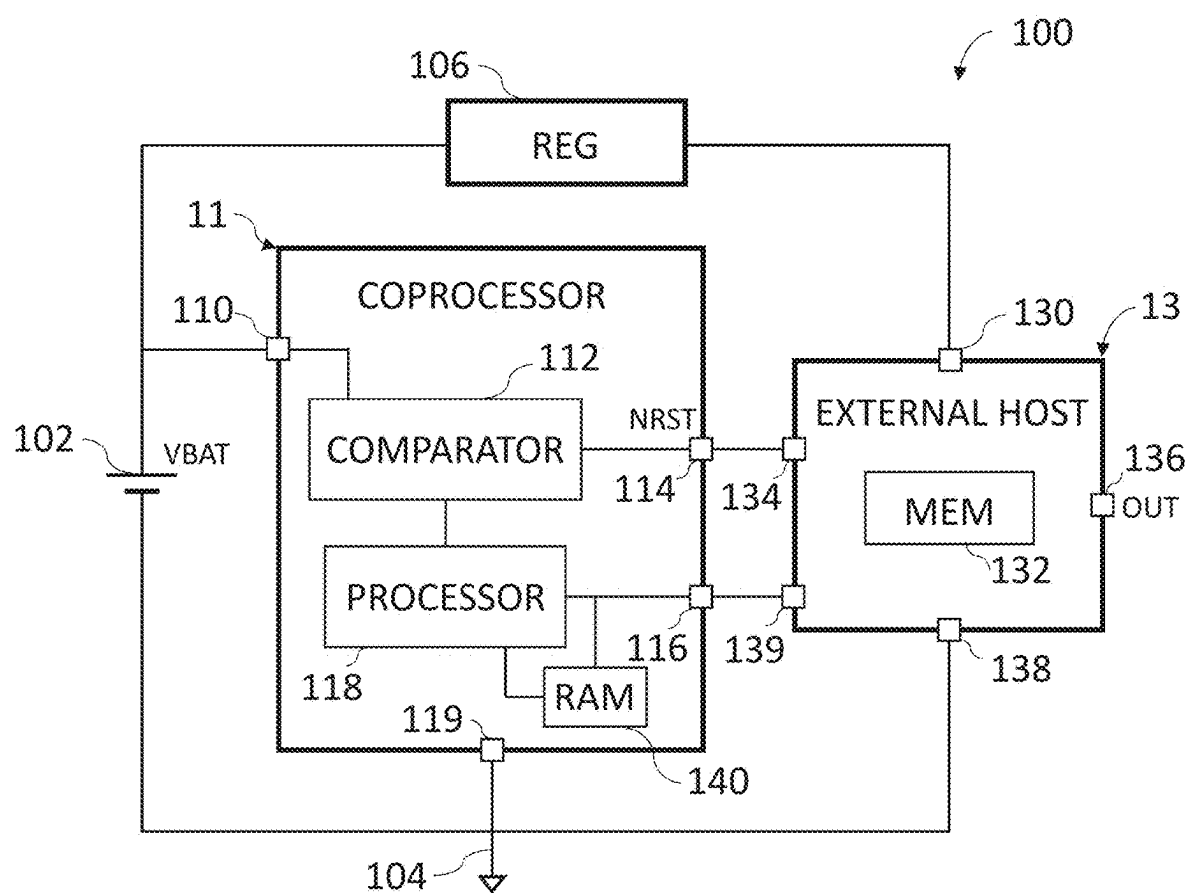 100
106
REG
11
COPROCESSOR
110
130
13
112
NRST
EXTERNAL HOST
102
VBAT
COMPARATOR
114
134
136
MEM
OUT
132
PROCESSOR
116
139
138
118
RAM
119
140
104